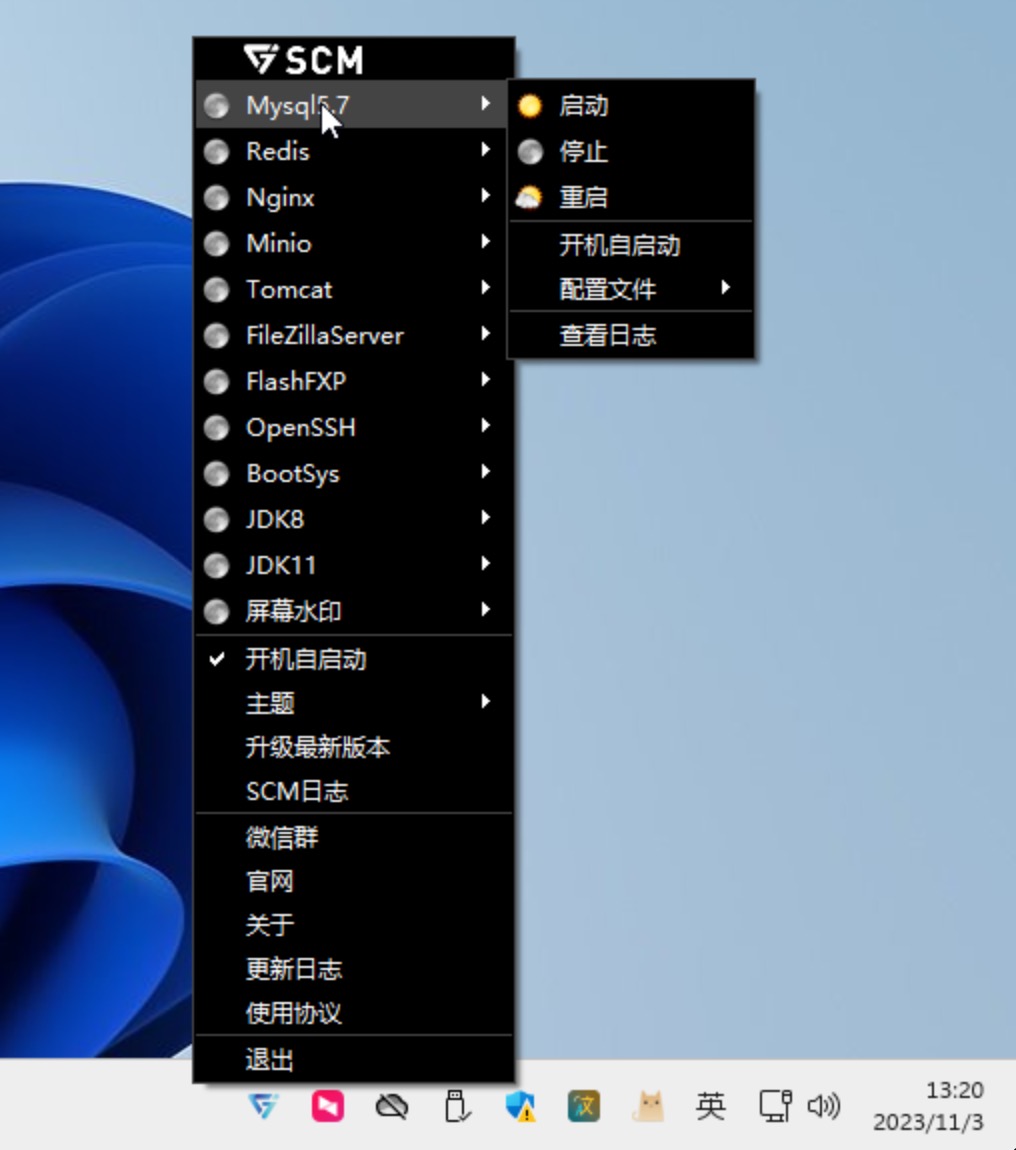 SCM
Mysql5.7
Redis
Nginx
Minio
Tomcat
FileZillaServer
FlashFXP
OpenSSH
BootSys
JDK8
JDK11
屏幕水印
开机自启动
主题
升级最新版本
SCM日志
微信群
官网
关于
更新日志
使用协议
退出
启动
停止
重启
开机自启动
配置文件
查看日志
汉
英
13:20
2023/11/3